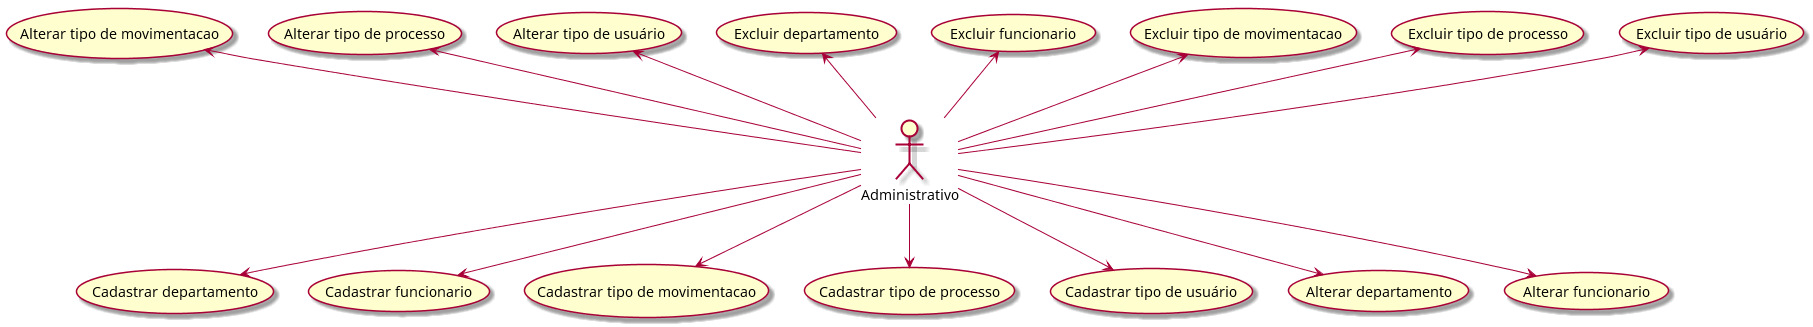 Alterar tipo de movimentacao
Alterar tipo de processo
Alterar tipo de usuário
Excluir departamento
Excluir funcionario
Excluir tipo de movimentacao
Excluir tipo de processo
Excluir tipo de usuário
Administrativo
Cadastrar departamento
Cadastrar funcionario
Cadastrar tipo de movimentacao
Cadastrar tipo de processo
Cadastrar tipo de usuário
Alterar departamento
Alterar funcionario